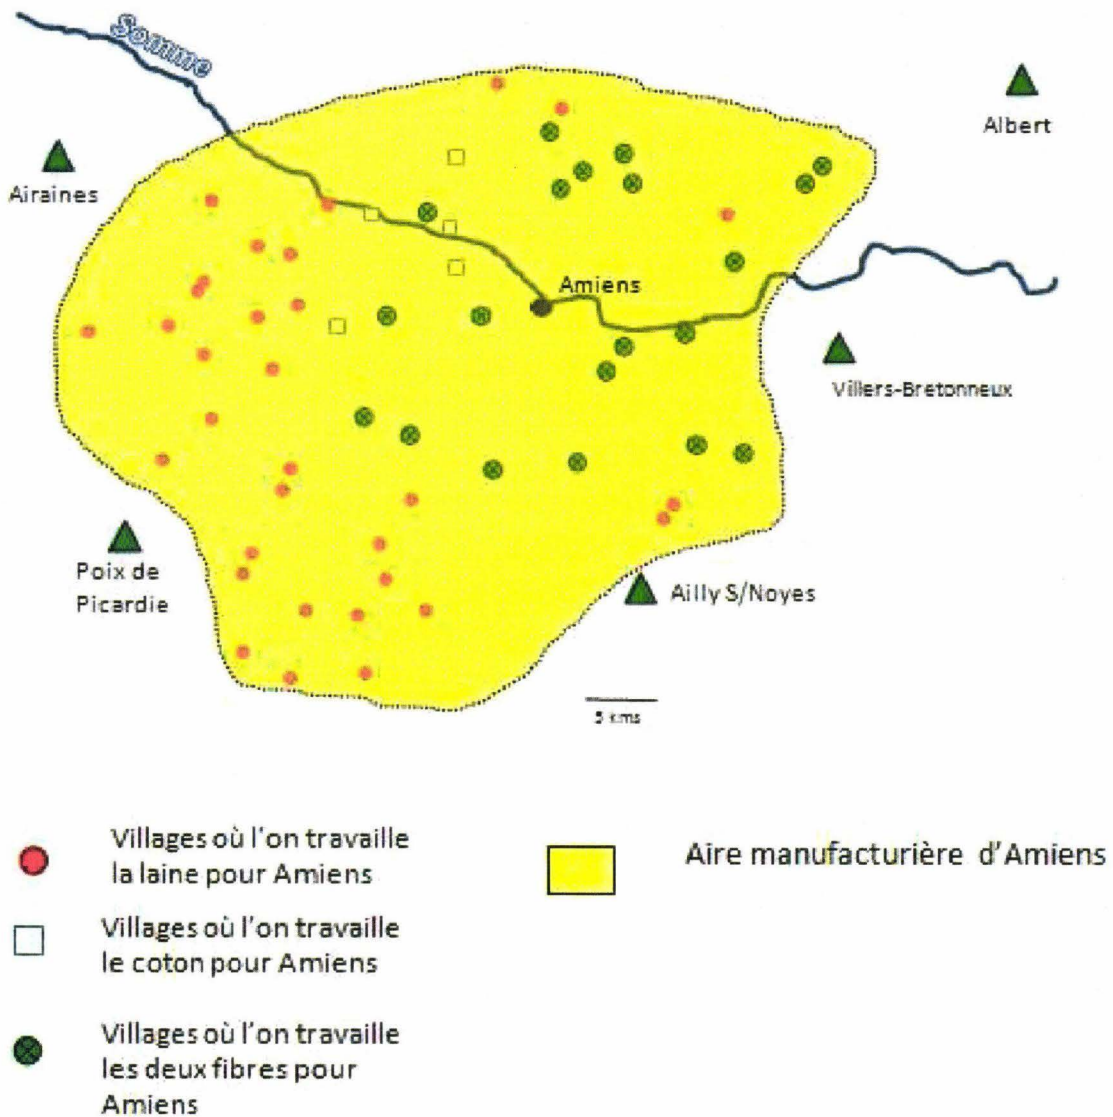 Somme
Albert
Airaines
Amiens
Villers-Bretonneux
Poix de
Picardie
Ailly S/Noyes
5 kms
Villages où l'on travaille
la laine pour Amiens
Aire manufacturière d'Amiens
Villages où l'on travaille
le coton pour Amiens
Villages où l'on travaille
les deux fibres pour
Amiens